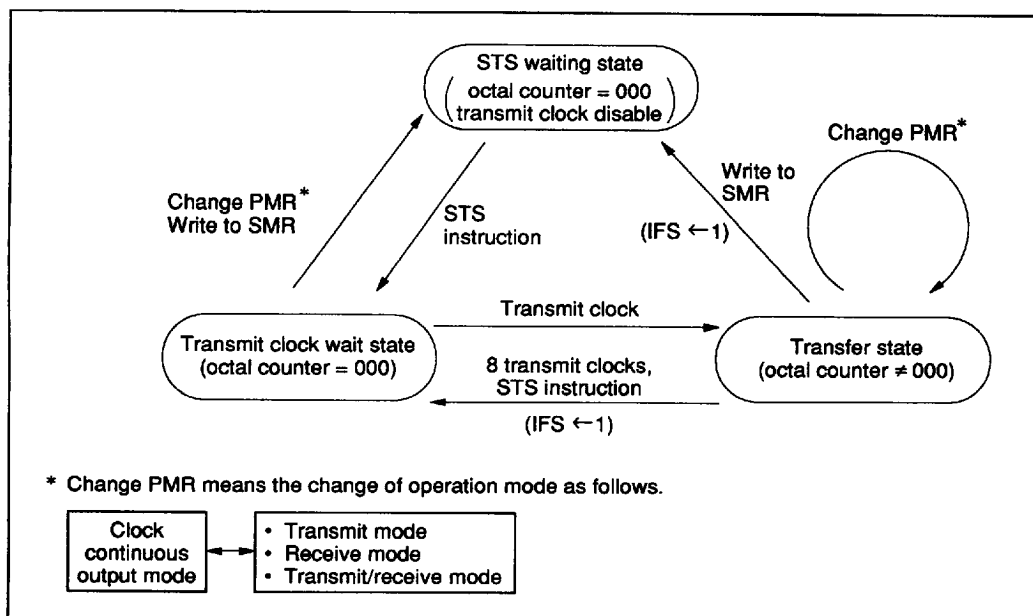 STS waiting state
( octal counter = 000
transmit clock disable )
Change PMR*
Write to
SMR
(IFS ←1)
Change PMR*
Write to SMR
STS
instruction
Transmit clock
Transmit clock wait state
(octal counter = 000)
8 transmit clocks,
STS instruction
(IFS ←1)
Transfer state
(octal counter ≠ 000)
* Change PMR means the change of operation mode as follows.
Clock
continuous
output mode
• Transmit mode
• Receive mode
• Transmit/receive mode